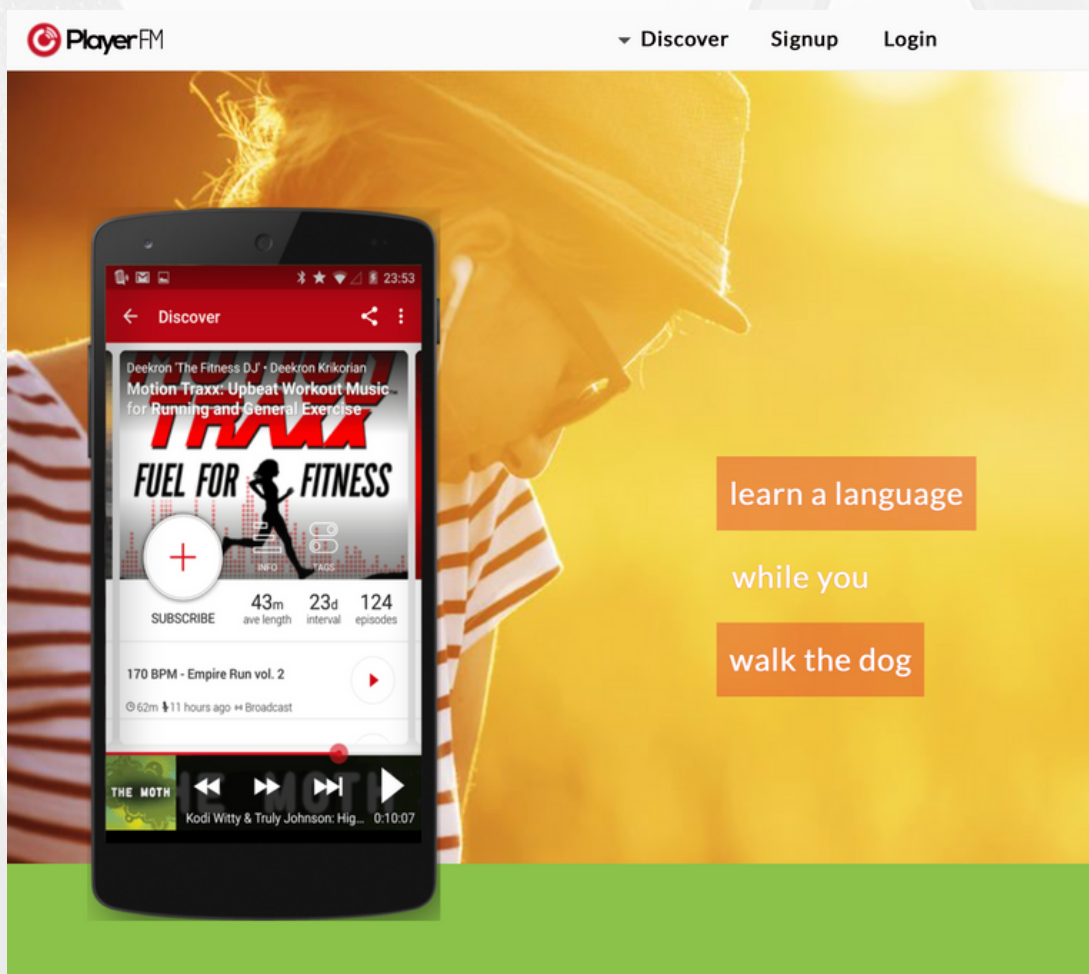 PlayerFM
Discover Signup Login
23:53
Discover
Deekron 'The Fitness DJ' • Deekron Krikorian
Motion Traxx: Upbeat Workout Music
for Running and General Exercise
MOTION
TRAXX
FUEL FOR FITNESS
INFO TAGS
SUBSCRIBE
43m 23d 124
ave length interval episodes
170 BPM - Empire Run vol. 2
62m 11 hours ago Broadcast
THE MOTH
THE MOTH
Kodi Witty & Truly Johnson: Hig... 0:10:07
learn a language
while you
walk the dog